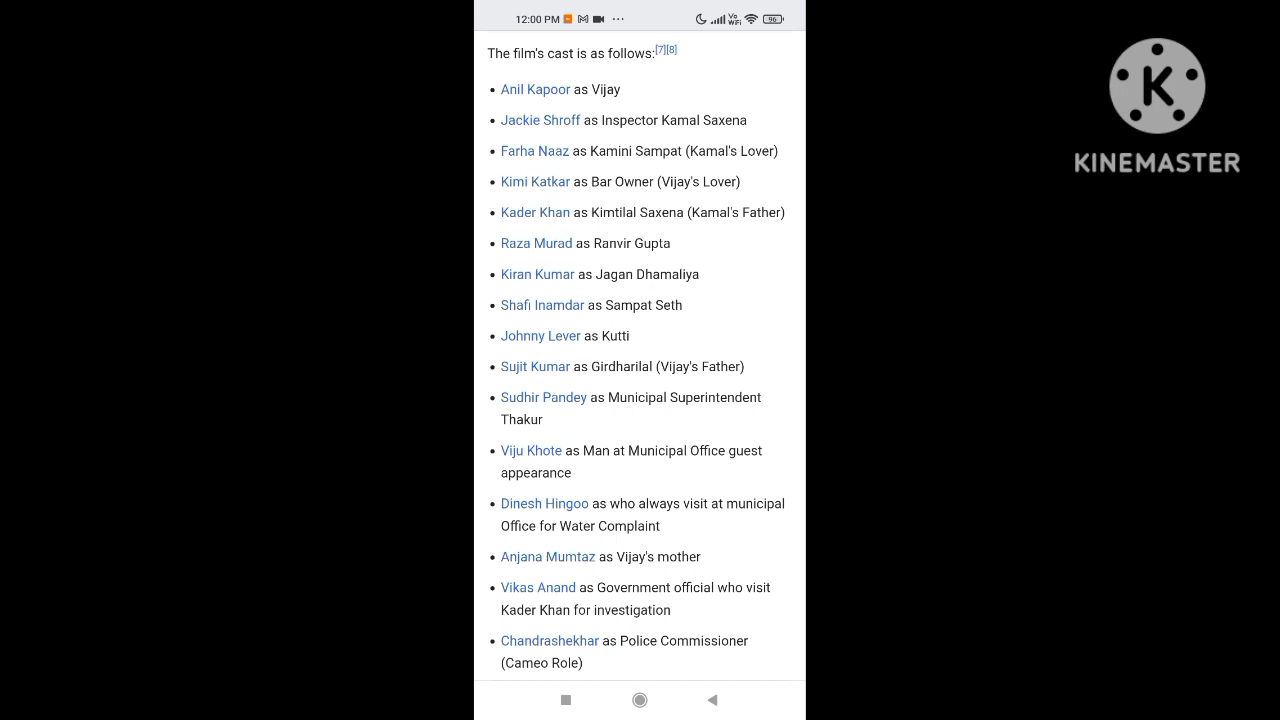 12:00 PM
Vo
WiFi
96
The film's cast is as follows:[7][8]
• Anil Kapoor as Vijay
• Jackie Shroff as Inspector Kamal Saxena
• Farha Naaz as Kamini Sampat (Kamal's Lover)
• Kimi Katkar as Bar Owner (Vijay's Lover)
• Kader Khan as Kimtilal Saxena (Kamal's Father)
• Raza Murad as Ranvir Gupta
• Kiran Kumar as Jagan Dhamaliya
• Shafi Inamdar as Sampat Seth
• Johnny Lever as Kutti
• Sujit Kumar as Girdharilal (Vijay's Father)
• Sudhir Pandey as Municipal Superintendent
Thakur
• Viju Khote as Man at Municipal Office guest
appearance
• Dinesh Hingoo as who always visit at municipal
Office for Water Complaint
• Anjana Mumtaz as Vijay's mother
• Vikas Anand as Government official who visit
Kader Khan for investigation
• Chandrashekhar as Police Commissioner
(Cameo Role)
K
KINEMASTER